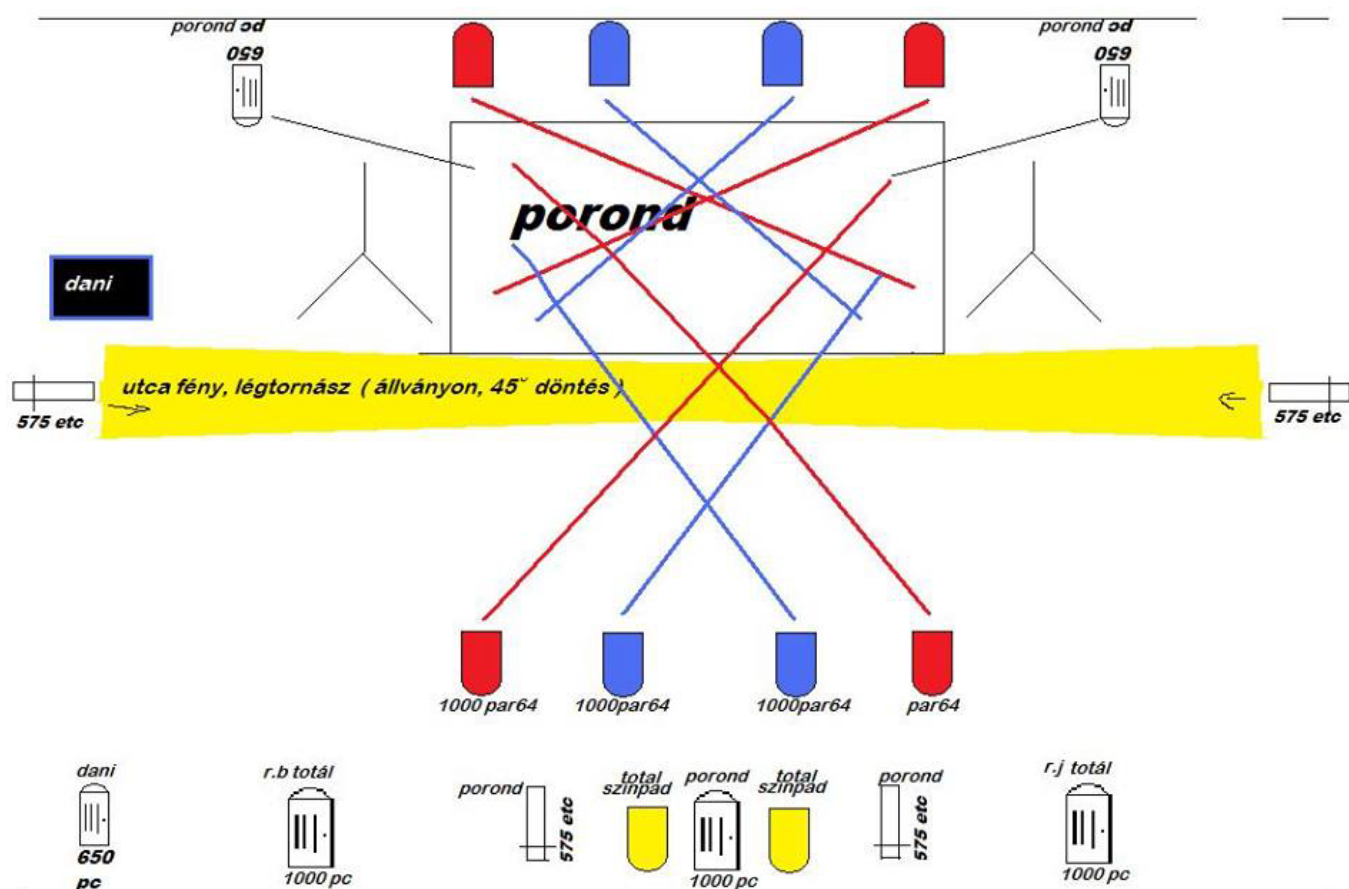 porond pc
650
porond pc
650
porond
dani
utca fény, légtornász ( állványon, 45˘ döntés )
575 etc
575 etc
1000 par64
1000par64
1000par64
par64
dani
650
pc
r.b totál
1000 pc
porond
575 etc
total
színpad
porond
1000 pc
total
színpad
porond
575 etc
r.j totál
1000 pc